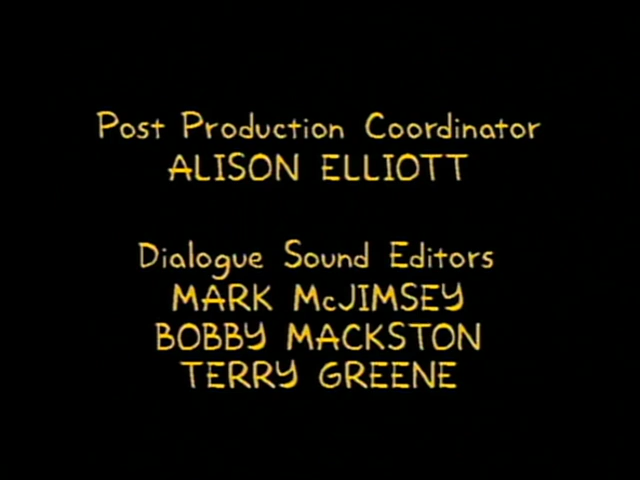 Post Production Coordinator
ALISON ELLIOTT
Dialogue Sound Editors
MARK McJIMSEY
BOBBY MACKSTON
TERRY GREENE